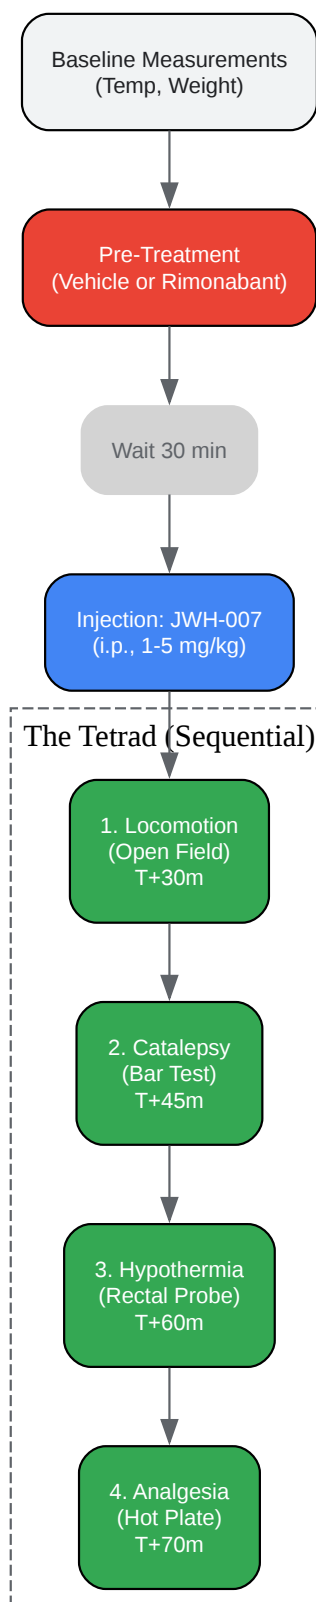 Baseline Measurements
(Temp, Weight)
Pre-Treatment
(Vehicle or Rimonabant)
Wait 30 min
Injection: JWH-007
(i.p., 1-5 mg/kg)
The Tetrad (Sequential)
1. Locomotion
(Open Field)
T+30m
2. Catalepsy
(Bar Test)
T+45m
3. Hypothermia
(Rectal Probe)
T+60m
4. Analgesia
(Hot Plate)
T+70m